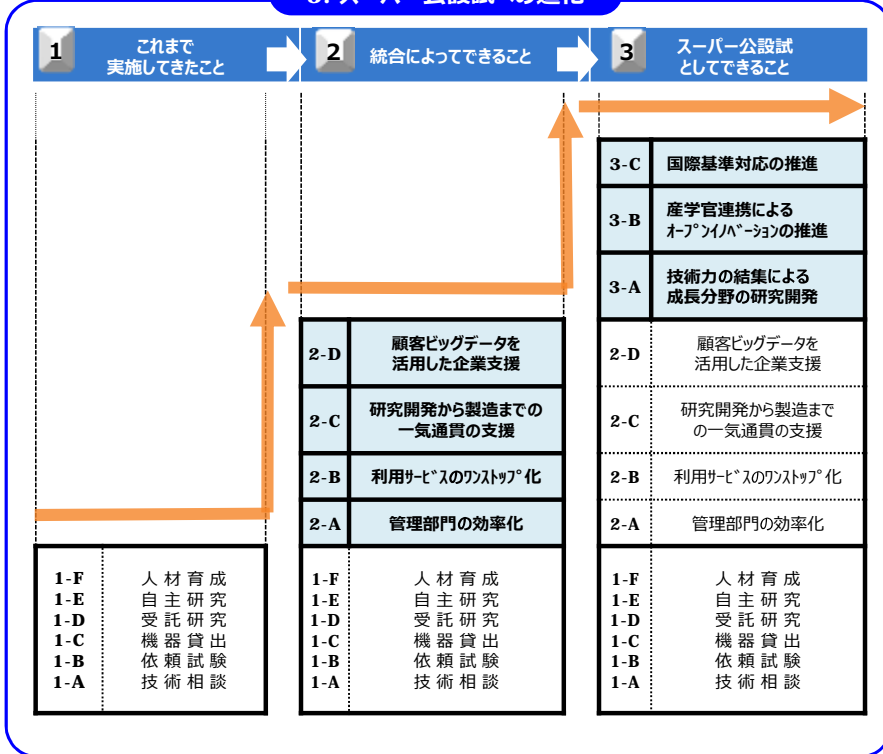 3. スーパー公設試への進化
1
これまで
実施してきたこと
2
統合によってできること
3
スーパー公設試
としてできること
3-C 国際基準対応の推進
3-B 産学官連携による
ｵｰﾌﾟﾝｲﾉﾍﾞｰｼｮﾝの推進
3-A 技術力の結集による
成長分野の研究開発
2-D 顧客ビッグデータを
活用した企業支援
2-C 研究開発から製造までの
一気通貫の支援
2-B 利用ｻｰﾋﾞｽのﾜﾝｽﾄｯﾌﾟ化
2-A 管理部門の効率化
2-D 顧客ビッグデータを
活用した企業支援
2-C 研究開発から製造まで
の一気通貫の支援
2-B 利用ｻｰﾋﾞｽのﾜﾝｽﾄｯﾌﾟ化
2-A 管理部門の効率化
1-F 人材育成
1-E 自主研究
1-D 受託研究
1-C 機器貸出
1-B 依頼試験
1-A 技術相談
1-F 人材育成
1-E 自主研究
1-D 受託研究
1-C 機器貸出
1-B 依頼試験
1-A 技術相談
1-F 人材育成
1-E 自主研究
1-D 受託研究
1-C 機器貸出
1-B 依頼試験
1-A 技術相談